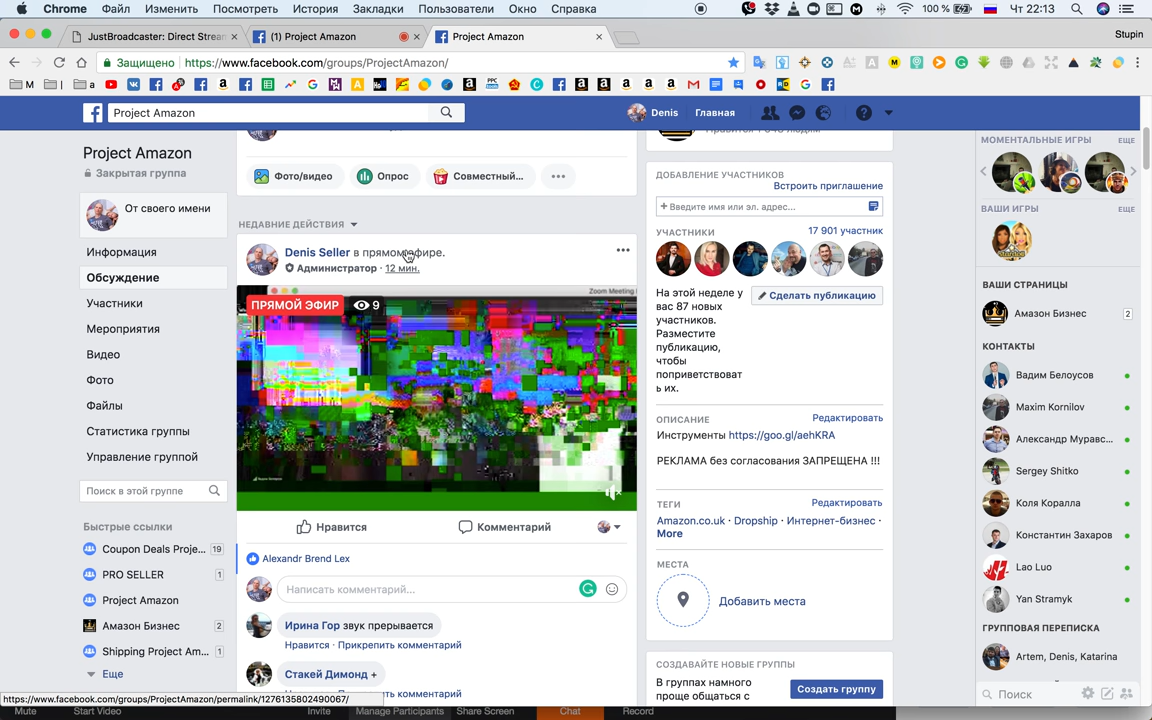 Chrome Файл Изменить Посмотреть История Закладки Пользователи Окно Справка 100 % Чт 22:13
JustBroadcaster: Direct Strean
(1) Project Amazon
Project Amazon
Stupin
Защищено https://www.facebook.com/groups/ProjectAmazon/
Project Amazon
Denis Главная
Project Amazon
Закрытая группа
От своего имени
Информация
Обсуждение
Участники
Мероприятия
Видео
Фото
Файлы
Статистика группы
Управление группой
Поиск в этой группе
Быстрые ссылки
Coupon Deals Proje... 19
PRO SELLER 1
Project Amazon
Амазон Бизнес 2
Shipping Project Am... 1
Еще
https://www.facebook.com/groups/ProjectAmazon/permalink/1276135802490067/
Фото/видео Опрос Совместный...
НЕДАВНИЕ ДЕЙСТВИЯ
Denis Seller в прямом эфире.
Администратор · 12 мин.
Zoom Meeting
ПРЯМОЙ ЭФИР 9
Нравится Комментарий
Alexandr Brend Lex
Написать комментарий...
Ирина Гор звук прерывается
Нравится · Прикрепить комментарий
Стакей Димонд +
Прикрепить комментарий
ДОБАВЛЕНИЕ УЧАСТНИКОВ
Встроить приглашение
+ Введите имя или эл. адрес...
УЧАСТНИКИ 17 901 участник
На этой неделе у
вас 87 новых
участников.
Разместите
публикацию,
чтобы
поприветствоват
ь их.
Сделать публикацию
ОПИСАНИЕ Редактировать
Инструменты https://goo.gl/aehKRA
РЕКЛАМА без согласования ЗАПРЕЩЕНА !!!
ТЕГИ Редактировать
Amazon.co.uk · Dropship · Интернет-бизнес ·
More
МЕСТА
Добавить места
СОЗДАВАЙТЕ НОВЫЕ ГРУППЫ
В группах намного
проще общаться с
Создать группу
МОМЕНТАЛЬНЫЕ ИГРЫ ЕЩЕ
ВАШИ ИГРЫ ЕЩЕ
ВАШИ СТРАНИЦЫ
Амазон Бизнес 2
КОНТАКТЫ
Вадим Белоусов
Maxim Kornilov
Александр Муравс...
Sergey Shitko
Коля Коралла
Константин Захаров
Lao Luo
Yan Stramyk
ГРУППОВАЯ ПЕРЕПИСКА
Artem, Denis, Katarina
Поиск
Mute Start Video Invite Manage Participants Share Screen Chat Record